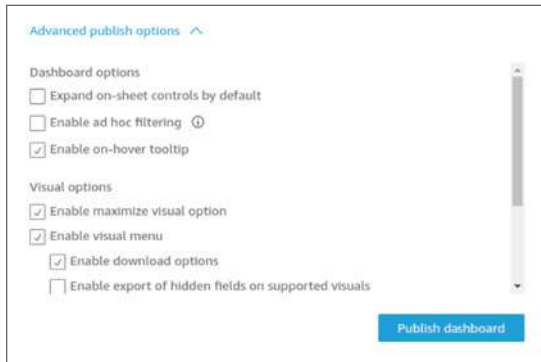 Advanced publish options
Dashboard options
Expand on-sheet controls by default
Enable ad hoc filtering
Enable on-hover tooltip
Visual options
Enable maximize visual option
Enable visual menu
Enable download options
Enable export of hidden fields on supported visuals
Publish dashboard